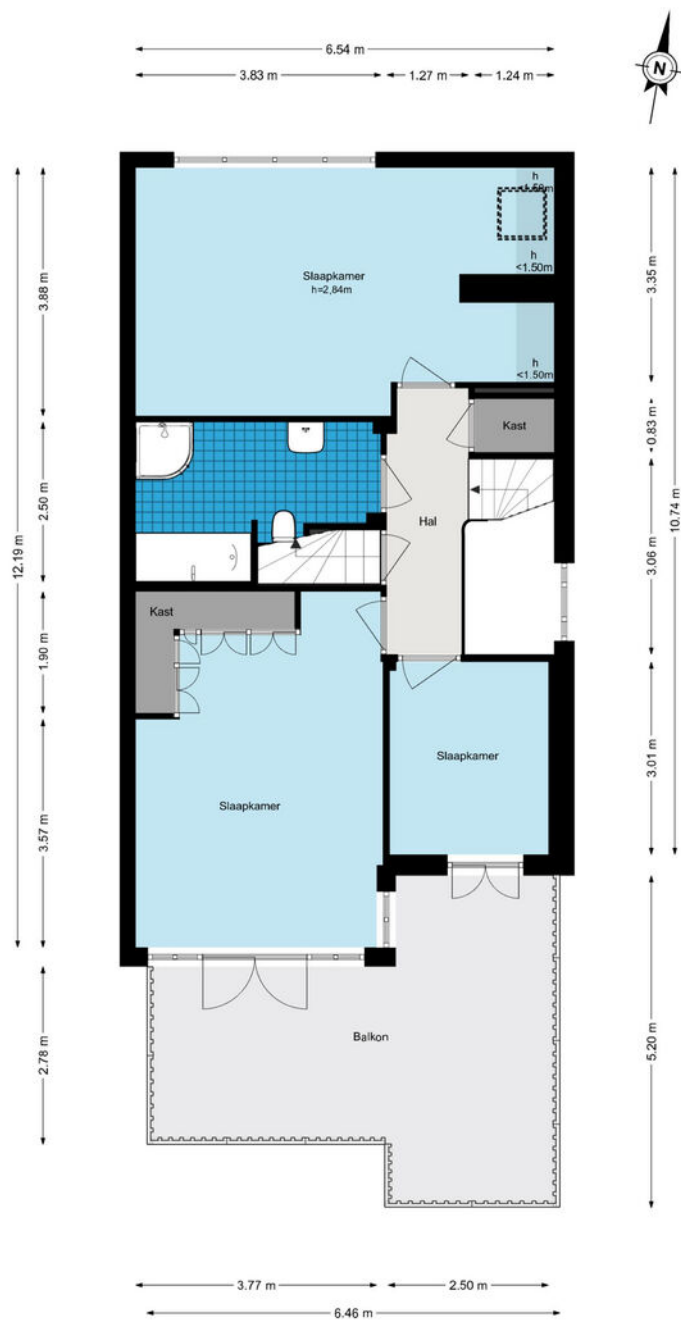 6.54 m
3.83 m
1.27 m
1.24 m
N
h
<1.50m
h
<1.50m
Slaapkamer
h=2,84m
h
<1.50m
3.88 m
3.35 m
12.19 m
10.74 m
Kast
0.83 m
2.50 m
Hal
3.06 m
Kast
1.90 m
Slaapkamer
3.01 m
Slaapkamer
3.57 m
Balkon
2.78 m
5.20 m
3.77 m
2.50 m
6.46 m